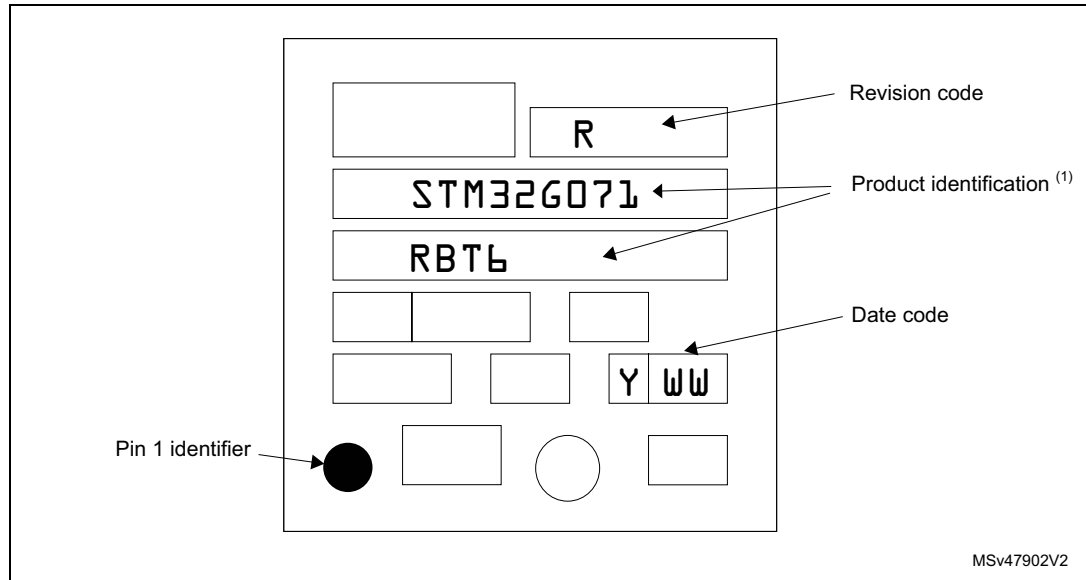 Revision code
R
STM32G071
Product identification (1)
RBT6
Date code
Y WW
Pin 1 identifier
MSv47902V2